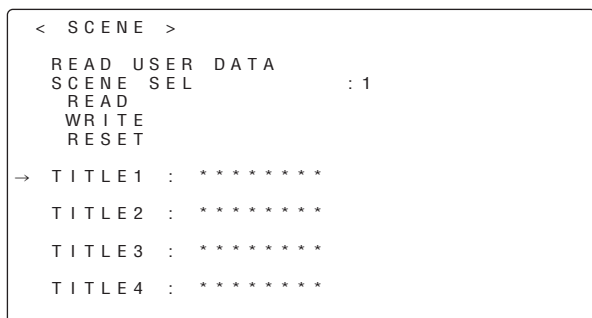 < SCENE >
READ USER DATA
SCENE SEL :1
READ
WRITE
RESET
→ TITLE1 : ********
TITLE2 : ********
TITLE3 : ********
TITLE4 : ********